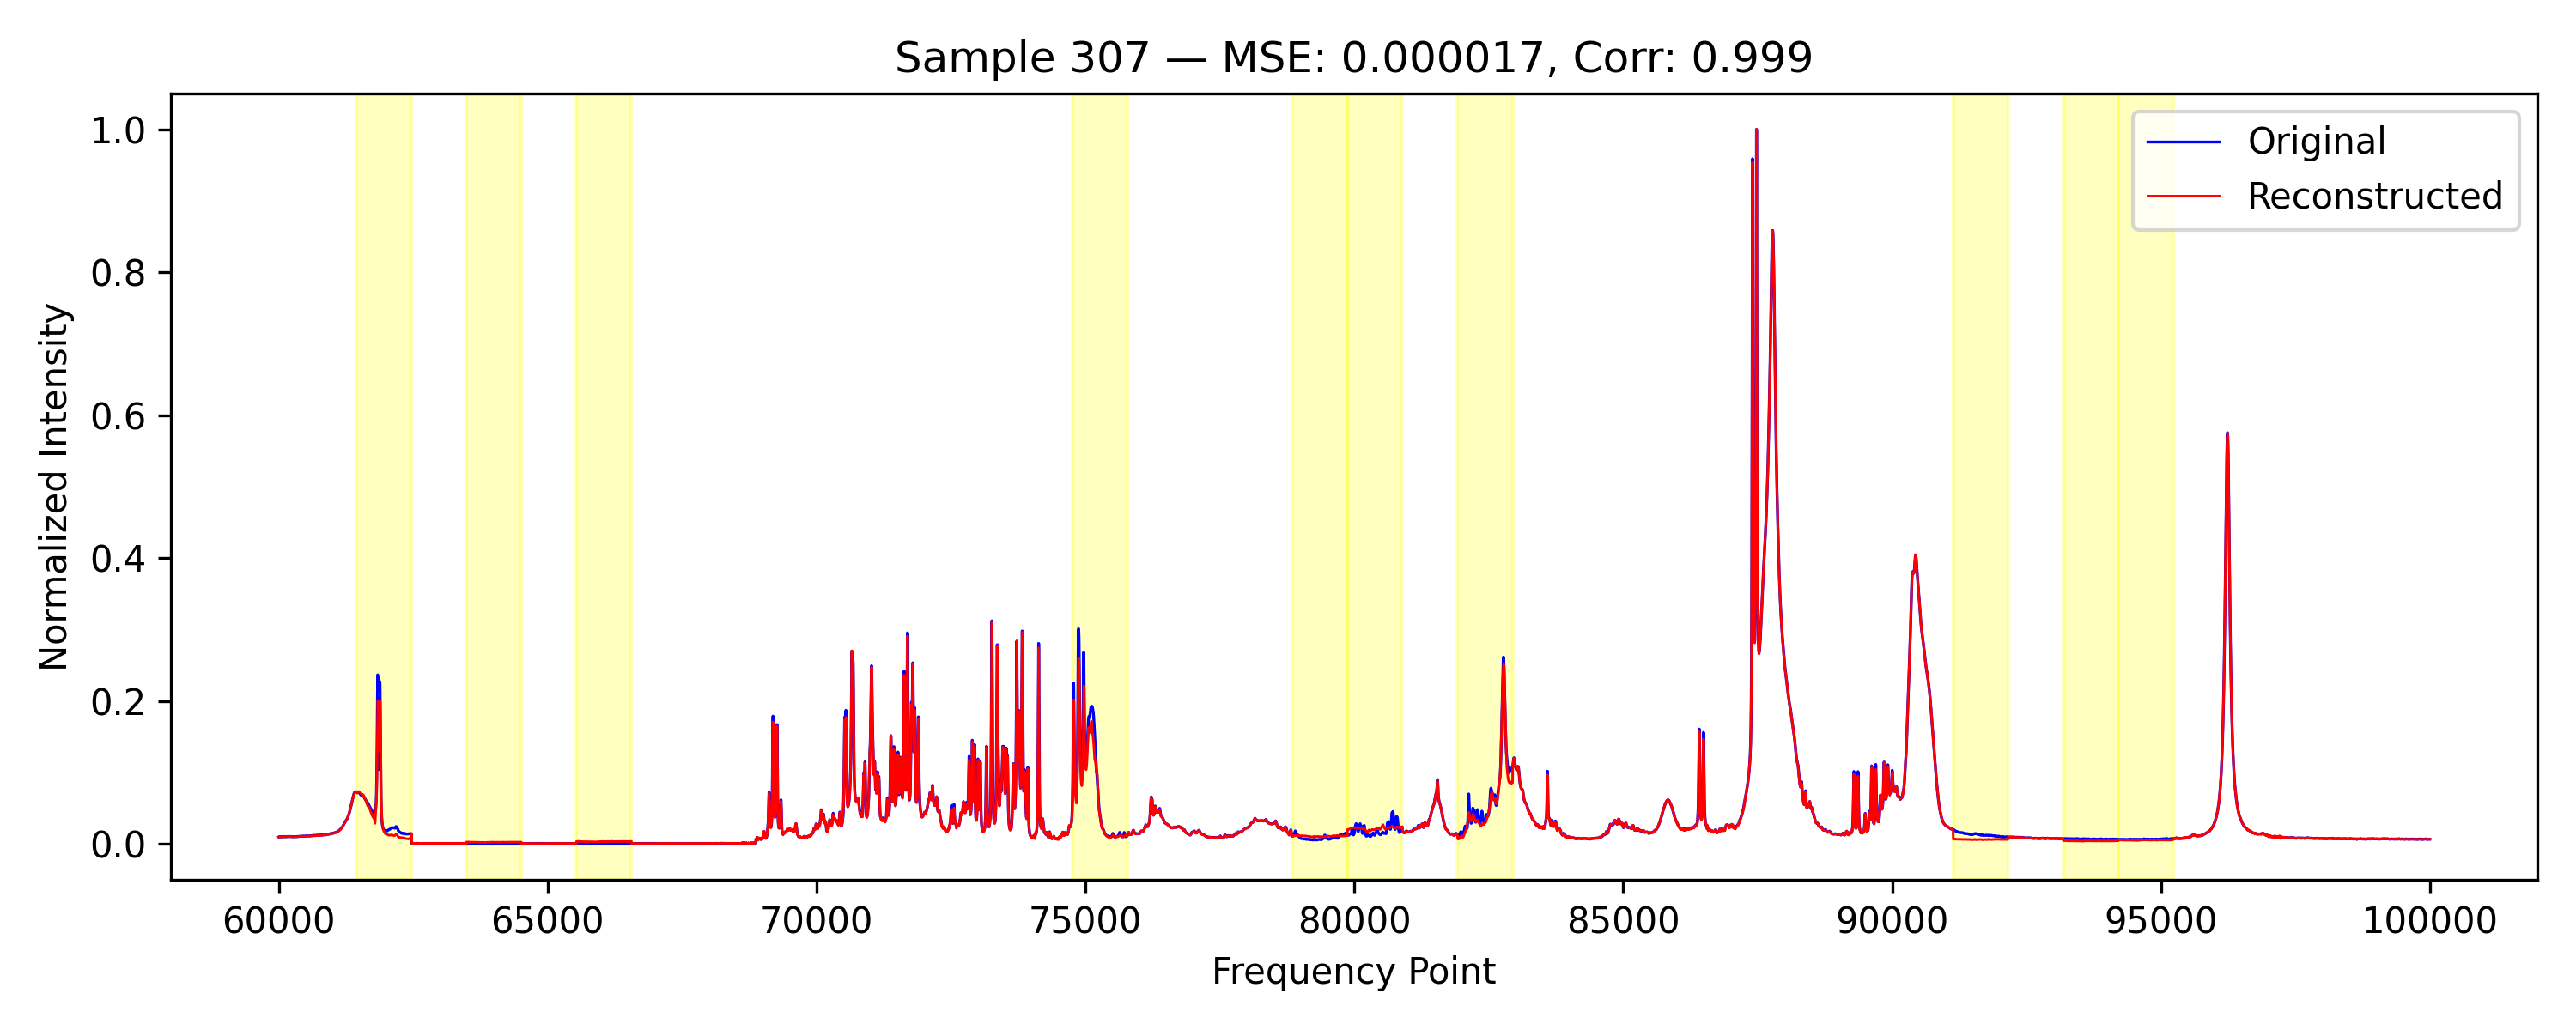 Sample 307 — MSE: 0.000017, Corr: 0.999
Original
Reconstructed
Normalized Intensity
1.0
0.8
0.6
0.4
0.2
0.0
60000 65000 70000 75000 80000 85000 90000 95000 100000
Frequency Point